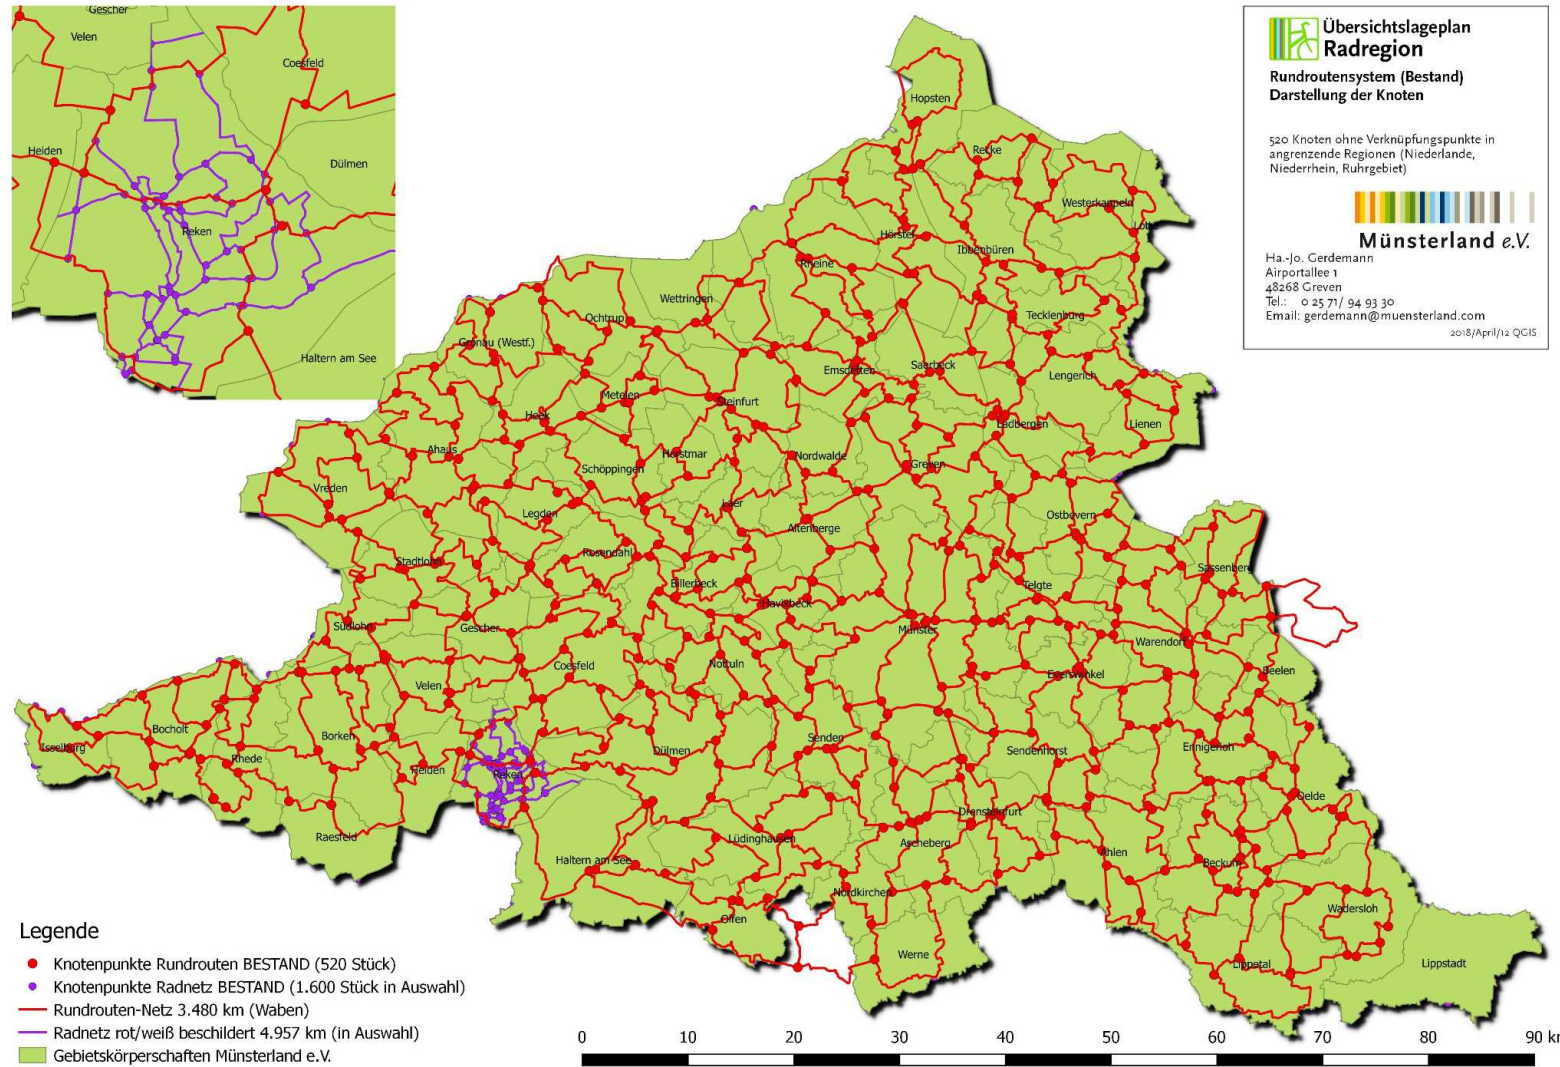 Gescher
Velen
Coesfeld
Heiden
Dülmen
Reken
Haltern am See
Übersichtslageplan
Radregion
Rundroutensystem (Bestand)
Darstellung der Knoten
520 Knoten ohne Verknüpfungspunkte in
angrenzende Regionen (Niederlande,
Niederrhein, Ruhrgebiet)
Münsterland e.V.
Ha.-Jo. Gerdemann
Airportallee 1
48268 Greven
Tel.: 0 25 71/ 94 93 30
Email: gerdemann@muensterland.com
2018/April/12 QGIS
Hopsten
Recke
Westerkappeln
Lotte
Hörstel
Ibbenbüren
Rheine
Wettringen
Ochtrup
Tecklenburg
Gronau (Westf.)
Emsdetten
Saerbeck
Lengerich
Metelen
Steinfurt
Heek
Ladbergen
Lienen
Ahaus
Horstmar
Nordwalde
Schöppingen
Greven
Vreden
Laer
Legden
Ostbevern
Altenberge
Rosendahl
Stadtlohn
Sassenberg
Billerbeck
Telgte
Havixbeck
Südlohn
Gescher
Münster
Warendorf
Coesfeld
Nottuln
Beelen
Everswinkel
Velen
Bocholt
Borken
Senden
Isselburg
Dülmen
Sendenhorst
Ennigerloh
Rhede
Heiden
Reken
Oelde
Drensteinfurt
Raesfeld
Lüdinghausen
Ascheberg
Ahlen
Haltern am See
Beckum
Nordkirchen
Wadersloh
Olfen
Werne
Lippetal
Lippstadt
Legende
Knotenpunkte Rundrouten BESTAND (520 Stück)
Knotenpunkte Radnetz BESTAND (1.600 Stück in Auswahl)
Rundrouten-Netz 3.480 km (Waben)
Radnetz rot/weiß beschildert 4.957 km (in Auswahl)
Gebietskörperschaften Münsterland e.V.
0 10 20 30 40 50 60 70 80 90 km